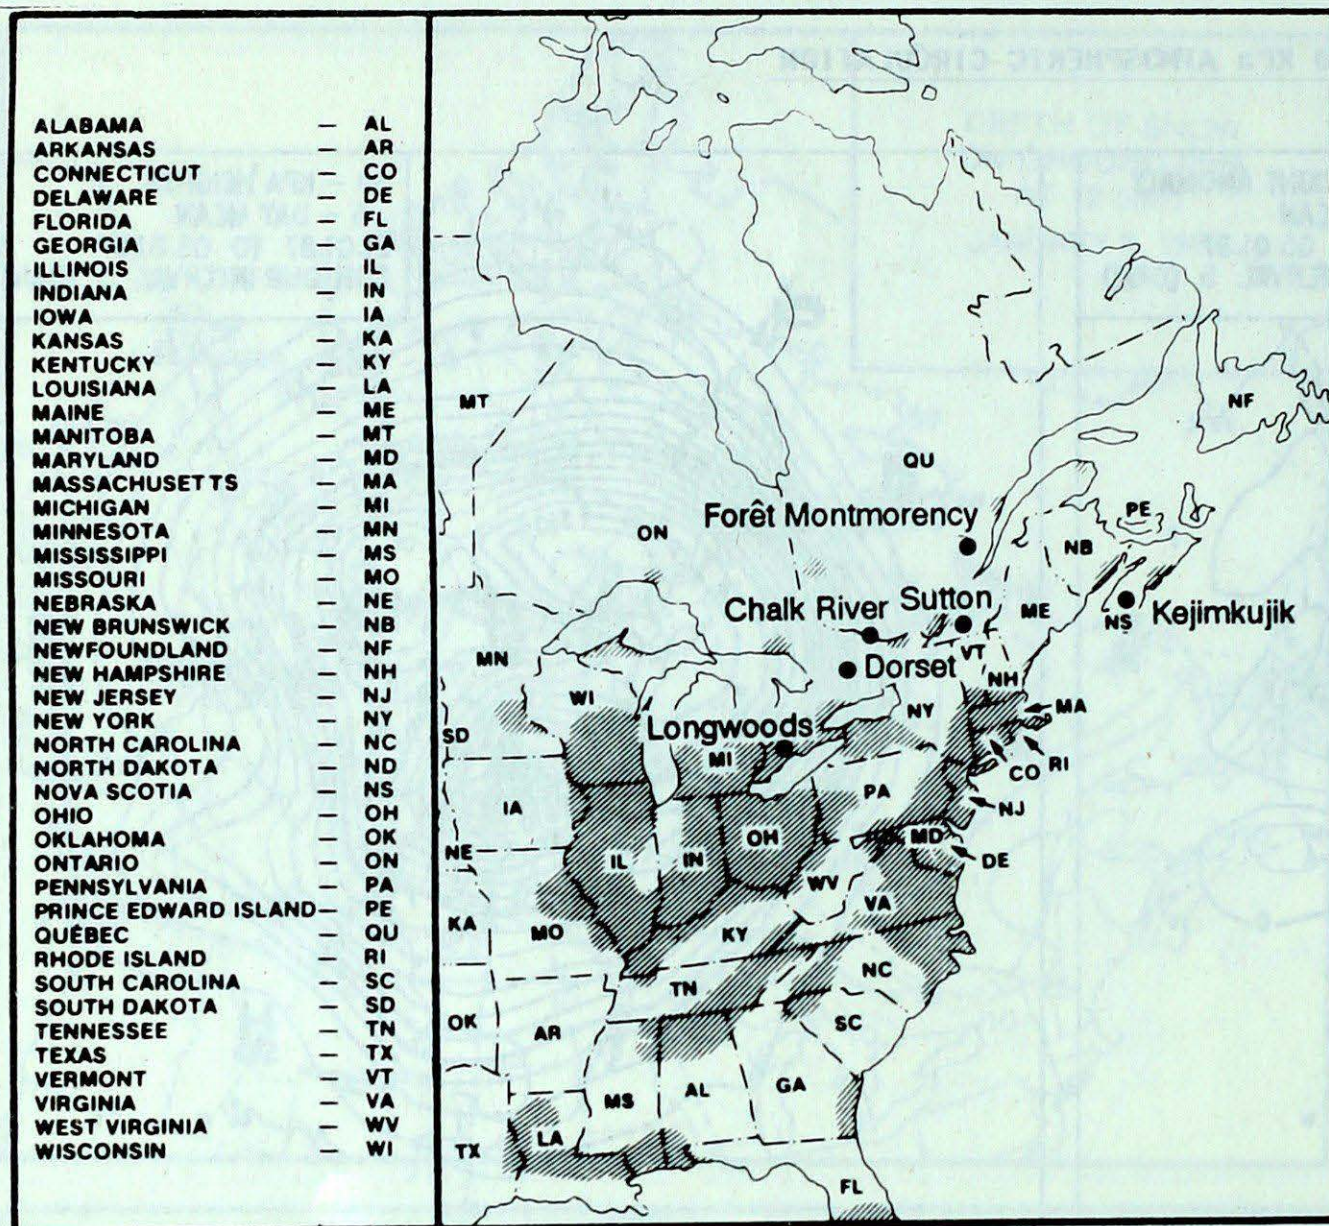 ALABAMA – AL
ARKANSAS – AR
CONNECTICUT – CO
DELAWARE – DE
FLORIDA – FL
GEORGIA – GA
ILLINOIS – IL
INDIANA – IN
IOWA – IA
KANSAS – KA
KENTUCKY – KY
LOUISIANA – LA
MAINE – ME
MANITOBA – MT
MARYLAND – MD
MASSACHUSETTS – MA
MICHIGAN – MI
MINNESOTA – MN
MISSISSIPPI – MS
MISSOURI – MO
NEBRASKA – NE
NEW BRUNSWICK – NB
NEWFOUNDLAND – NF
NEW HAMPSHIRE – NH
NEW JERSEY – NJ
NEW YORK – NY
NORTH CAROLINA – NC
NORTH DAKOTA – ND
NOVA SCOTIA – NS
OHIO – OH
OKLAHOMA – OK
ONTARIO – ON
PENNSYLVANIA – PA
PRINCE EDWARD ISLAND – PE
QUÉBEC – QU
RHODE ISLAND – RI
SOUTH CAROLINA – SC
SOUTH DAKOTA – SD
TENNESSEE – TN
TEXAS – TX
VERMONT – VT
VIRGINIA – VA
WEST VIRGINIA – WV
WISCONSIN – WI
MT
NF
QU
Forêt Montmorency
PE
ON
NB
Chalk River
Sutton
ME
NS
Kejimkujik
MN
Dorset
VT
NH
WI
NY
MA
SD
Longwoods
MI
CO
RI
IA
PA
NJ
NE
IL
IN
OH
MD
DE
WV
KA
MO
KY
VA
NC
TN
OK
AR
SC
MS
AL
GA
LA
TX
FL